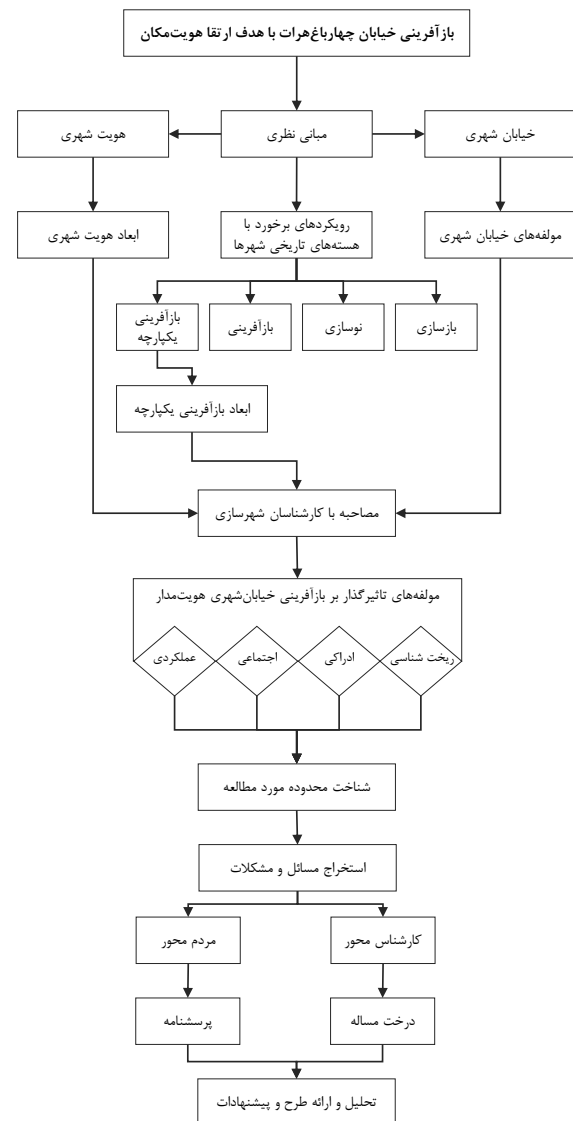 بازآفرینی خیابان چهارباغ‌هرات با هدف ارتقا هویت‌مکان
خیابان شهری
مبانی نظری
هویت شهری
مولفه‌های خیابان شهری
رویکردهای برخورد با
هسته‌های تاریخی شهرها
ابعاد هویت شهری
بازسازی
نوسازی
بازآفرینی
بازآفرینی
یکپارچه
ابعاد بازآفرینی یکپارچه
مصاحبه با کارشناسان شهرسازی
مولفه‌های تاثیرگذار بر بازآفرینی خیابان‌شهری هویت‌مدار
ریخت شناسی
ادراکی
اجتماعی
عملکردی
شناخت محدوده مورد مطالعه
استخراج مسائل و مشکلات
کارشناس محور
مردم محور
درخت مساله
پرسشنامه
تحلیل و ارائه طرح و پیشنهادات